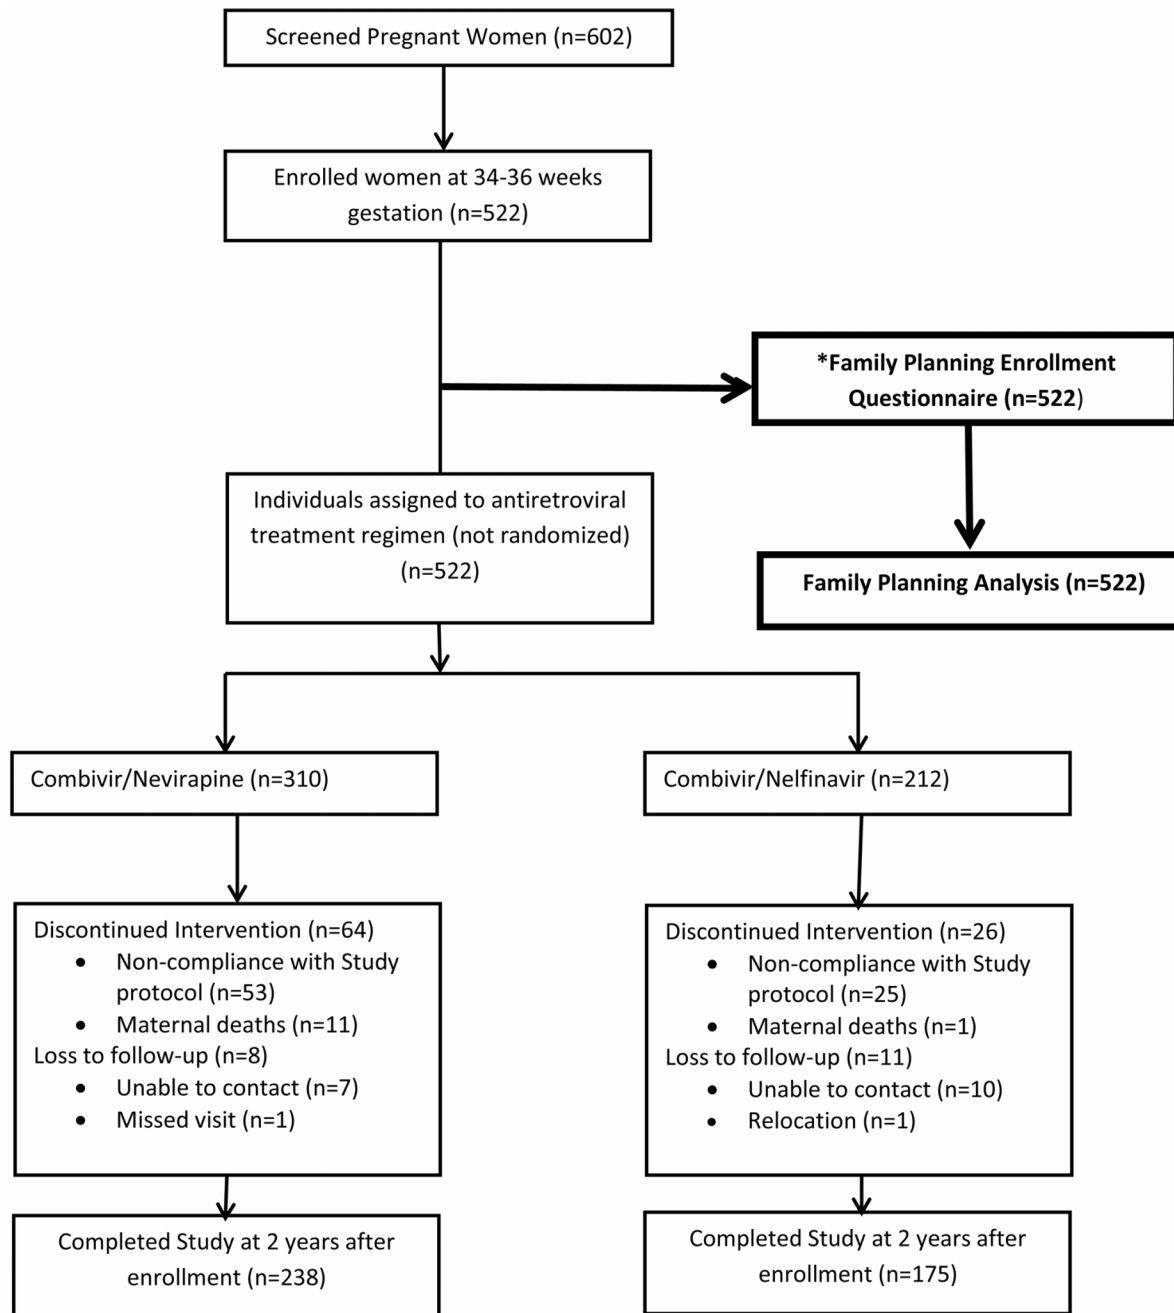 Screened Pregnant Women (n=602)
Enrolled women at 34-36 weeks
gestation (n=522)
*Family Planning Enrollment
Questionnaire (n=522)
Individuals assigned to antiretroviral
treatment regimen (not randomized)
(n=522)
Family Planning Analysis (n=522)
Combivir/Nevirapine (n=310)
Combivir/Nelfinavir (n=212)
Discontinued Intervention (n=64)
• Non-compliance with Study
protocol (n=53)
• Maternal deaths (n=11)
Loss to follow-up (n=8)
• Unable to contact (n=7)
• Missed visit (n=1)
Discontinued Intervention (n=26)
• Non-compliance with Study
protocol (n=25)
• Maternal deaths (n=1)
Loss to follow-up (n=11)
• Unable to contact (n=10)
• Relocation (n=1)
Completed Study at 2 years after
enrollment (n=238)
Completed Study at 2 years after
enrollment (n=175)